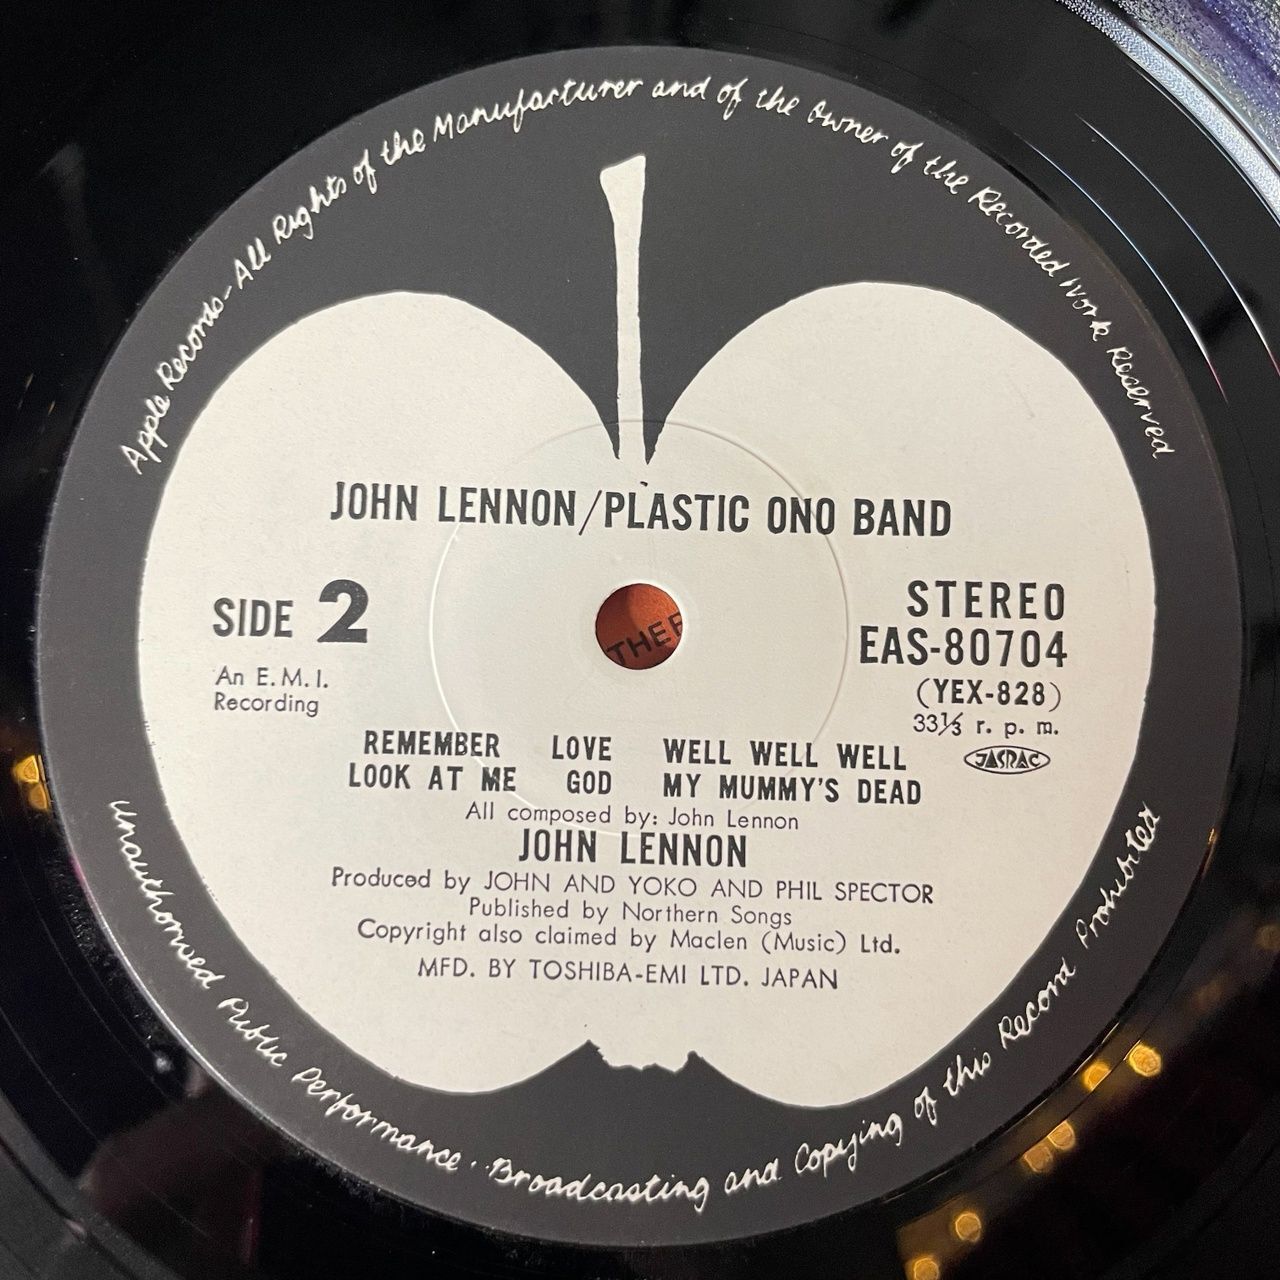 Apple Records-All Rights of the Manufacturer and of the Owner of the Recorded Work Reserved
JOHN LENNON/PLASTIC ONO BAND
SIDE 2
STEREO
EAS-80704
(YEX-828)
33⅓ r. p. m.
JASRAC
An E.M.I.
Recording
THER
REMEMBER LOVE WELL WELL WELL
LOOK AT ME GOD MY MUMMY'S DEAD
All composed by: John Lennon
JOHN LENNON
Produced by JOHN AND YOKO AND PHIL SPECTOR
Published by Northern Songs
Copyright also claimed by Maclen (Music) Ltd.
MFD. BY TOSHIBA-EMI LTD. JAPAN
Unauthorised Public Performance · Broadcasting and Copying of this Record Prohibited